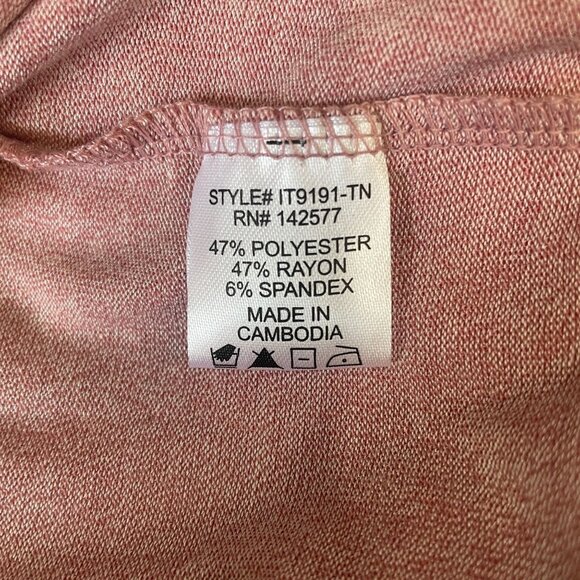 STYLE# IT9191-TN
RN# 142577
47% POLYESTER
47% RAYON
6% SPANDEX
MADE IN
CAMBODIA